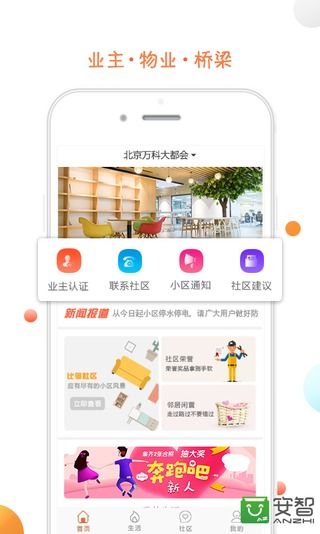 业主·物业·桥梁
北京万科大都会
业主认证 联系社区 小区通知 社区建议
新闻报道 从今日起小区停水停电，请广大用户做好防
比邻社区
应有尽有的小区风景
立即查看
社区荣誉
荣誉奖品拿到手软
邻居闲置
走过路过不要错过
集齐2张合照 抽大奖
奔跑吧
新人
首页 生活 社区 我的
安智
ANZHI